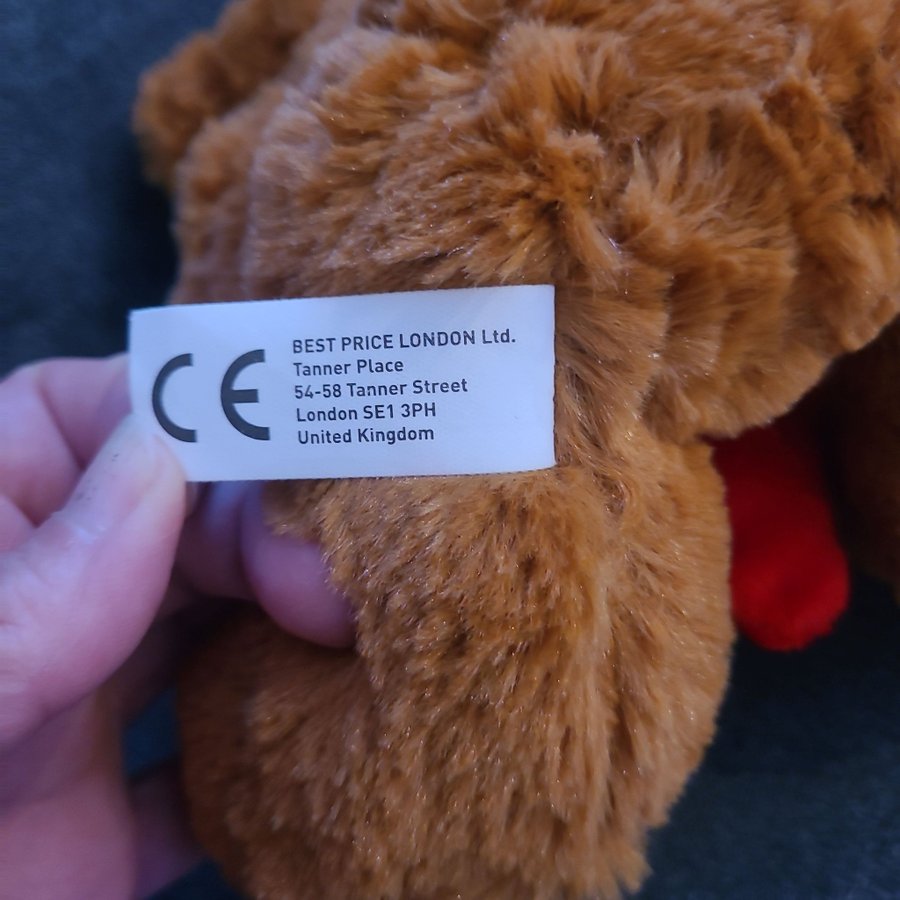 CE
BEST PRICE LONDON Ltd.
Tanner Place
54-58 Tanner Street
London SE1 3PH
United Kingdom